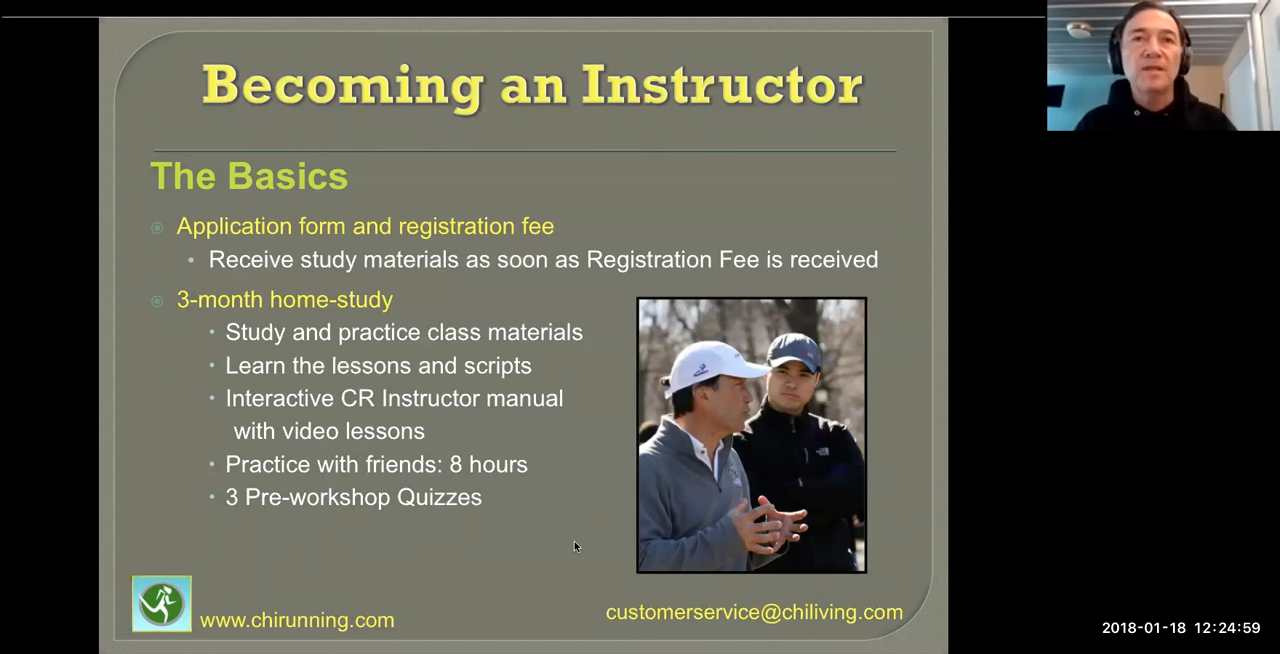 Becoming an Instructor
The Basics
Application form and registration fee
Receive study materials as soon as Registration Fee is received
3-month home-study
Study and practice class materials
Learn the lessons and scripts
Interactive CR Instructor manual
with video lessons
Practice with friends: 8 hours
3 Pre-workshop Quizzes
www.chirunning.com
customerservice@chiliving.com
2018-01-18 12:24:59